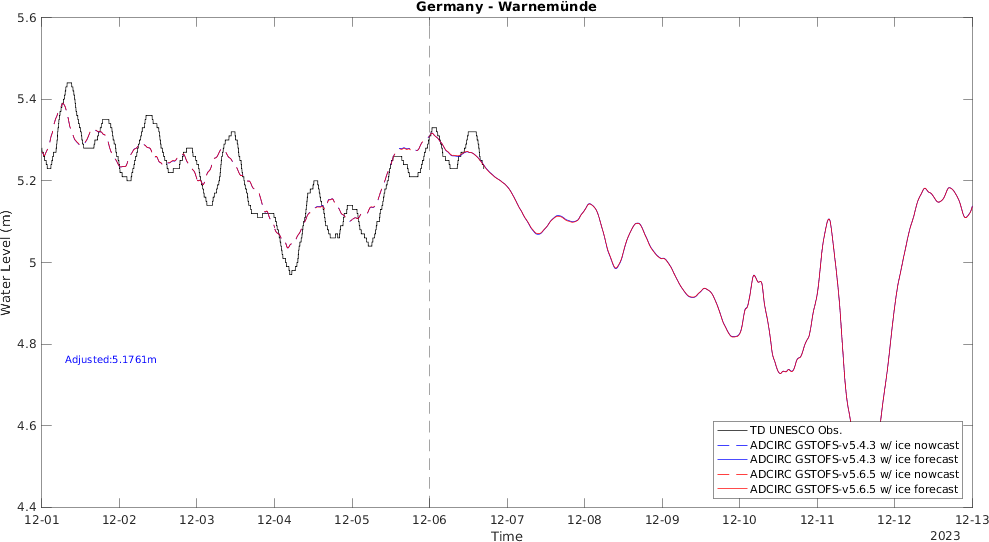 Germany - Warnemünde
5.6
5.4
5.2
5
4.8
4.6
4.4
Water Level (m)
Adjusted:5.1761m
TD UNESCO Obs.
ADCIRC GSTOFS-v5.4.3 w/ ice nowcast
ADCIRC GSTOFS-v5.4.3 w/ ice forecast
ADCIRC GSTOFS-v5.6.5 w/ ice nowcast
ADCIRC GSTOFS-v5.6.5 w/ ice forecast
12-01 12-02 12-03 12-04 12-05 12-06 12-07 12-08 12-09 12-10 12-11 12-12 12-13
Time
2023